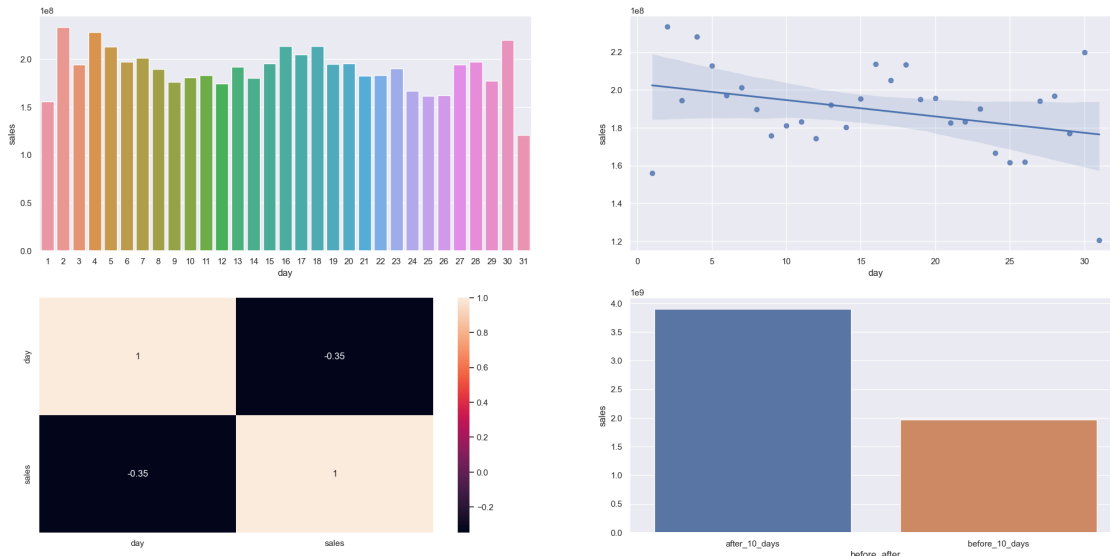 1e8
2.0
1.5
1.0
0.5
0.0
sales
1 2 3 4 5 6 7 8 9 10 11 12 13 14 15 16 17 18 19 20 21 22 23 24 25 26 27 28 29 30 31
day
1e8
2.2
2.0
1.8
1.6
1.4
1.2
sales
0 5 10 15 20 25 30
day
day
sales
1 -0.35
-0.35 1
day sales
1.0
0.8
0.6
0.4
0.2
0.0
−0.2
1e9
4.0
3.5
3.0
2.5
2.0
1.5
1.0
0.5
0.0
sales
after_10_days before_10_days
before_after